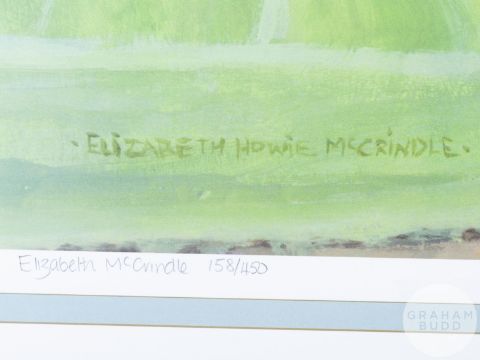 · ELIZABETH HOWIE McCRINDLE ·
Elizabeth McCrindle 158/450
GRAHAM
BUDD